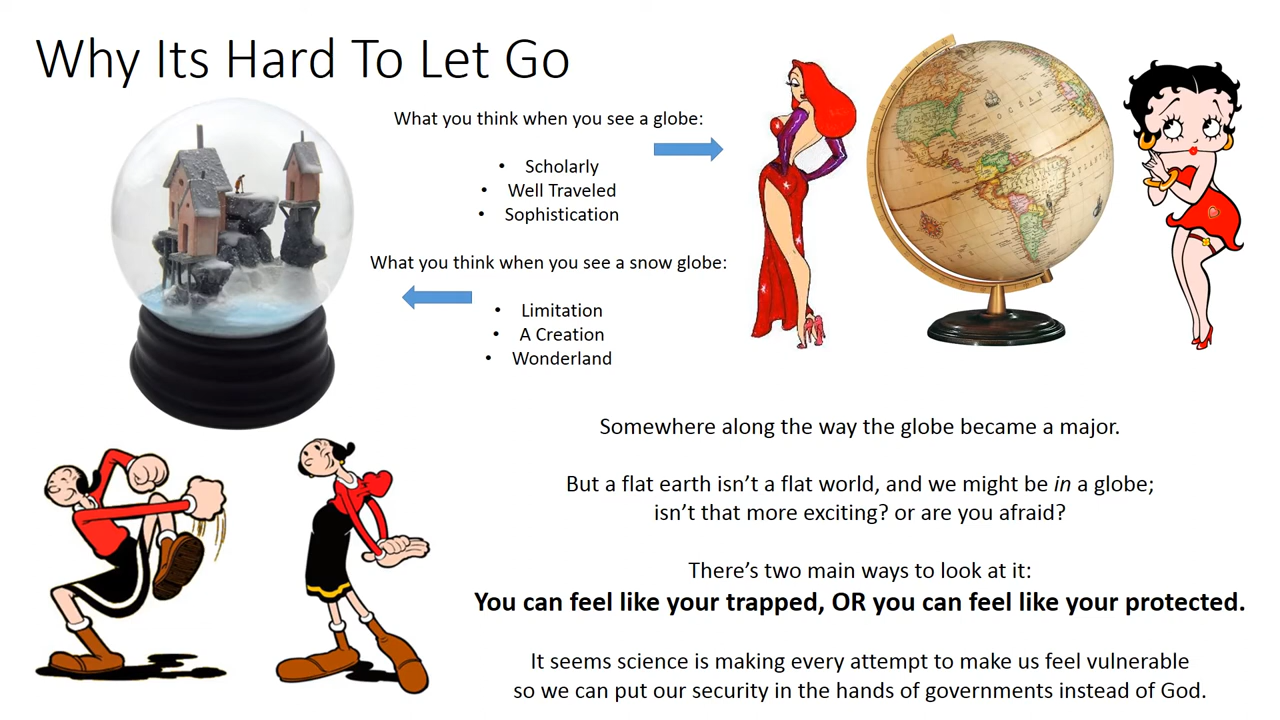 Why Its Hard To Let Go
What you think when you see a globe:
• Scholarly
• Well Traveled
• Sophistication
What you think when you see a snow globe:
• Limitation
• A Creation
• Wonderland
Somewhere along the way the globe became a major.
But a flat earth isn't a flat world, and we might be in a globe;
isn't that more exciting? or are you afraid?
There's two main ways to look at it:
You can feel like your trapped, OR you can feel like your protected.
It seems science is making every attempt to make us feel vulnerable
so we can put our security in the hands of governments instead of God.